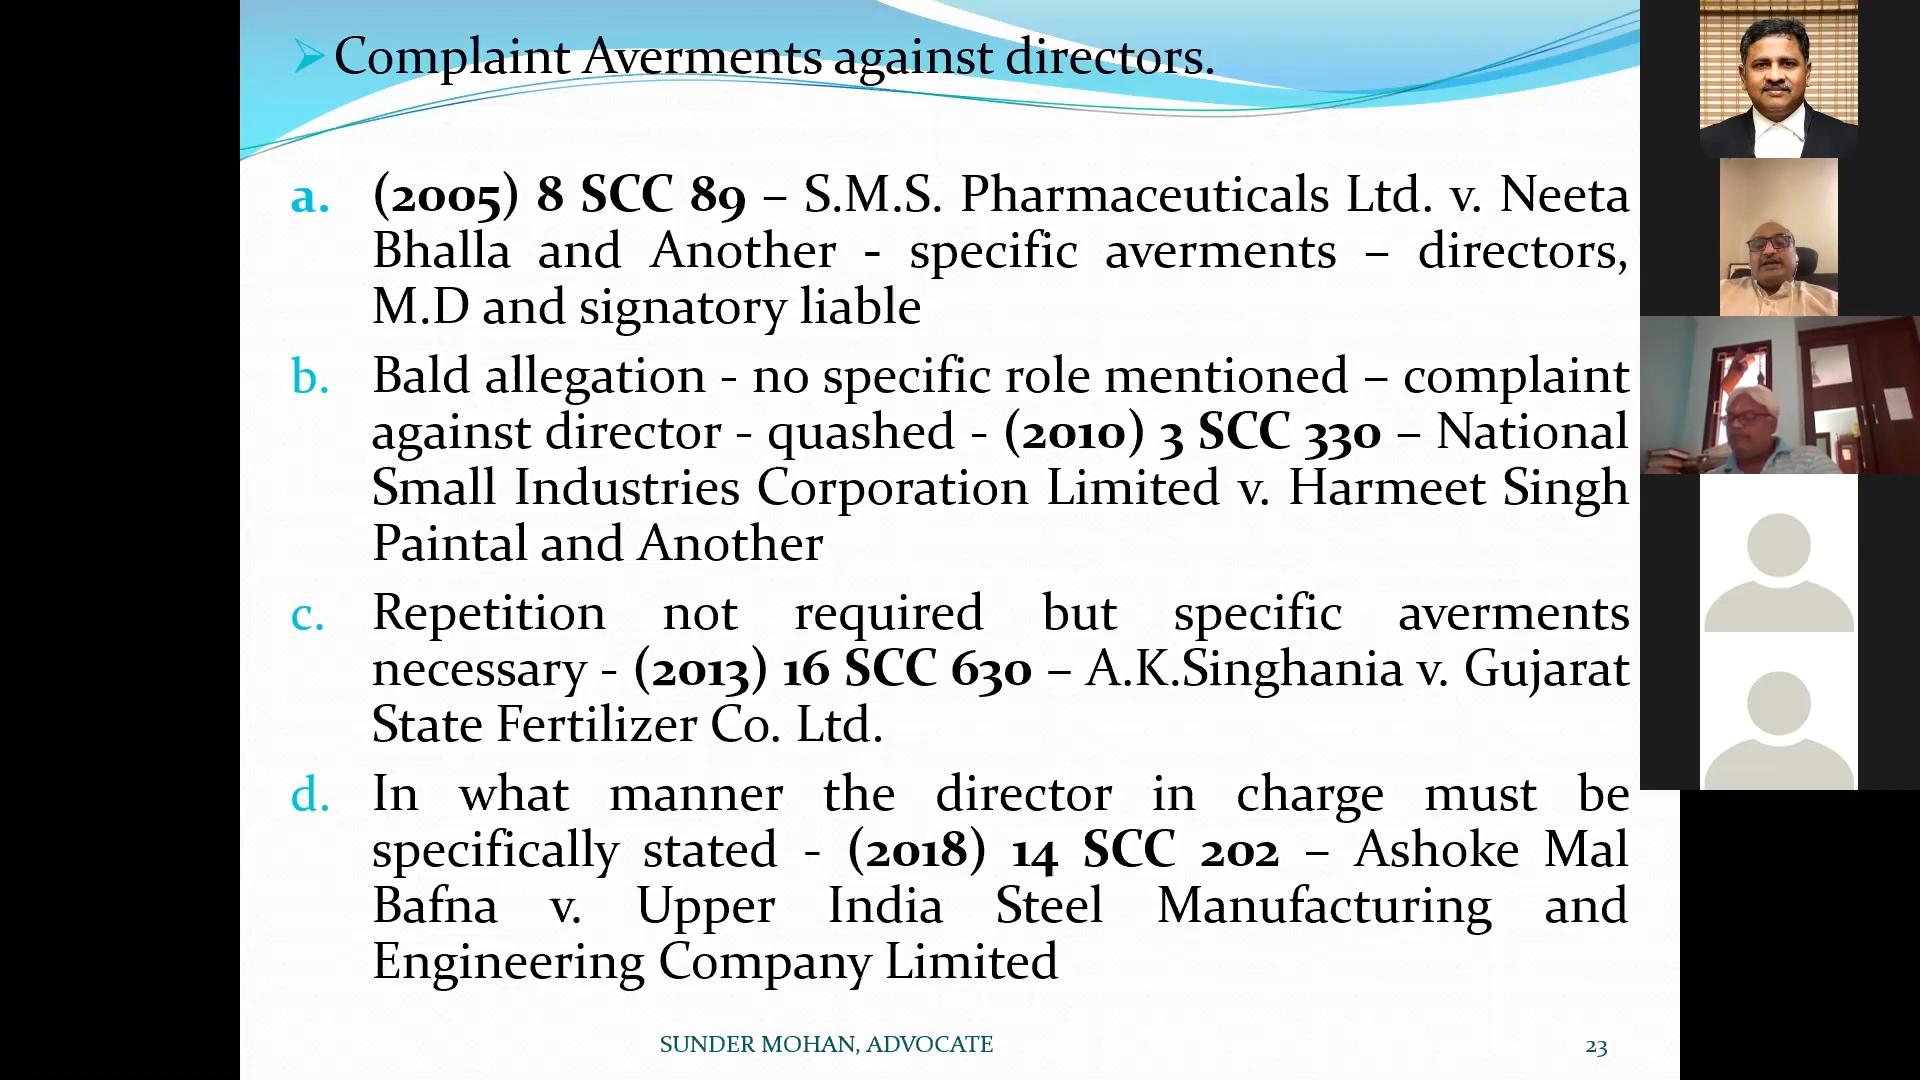 Complaint Averments against directors.
a. (2005) 8 SCC 89 – S.M.S. Pharmaceuticals Ltd. v. Neeta
Bhalla and Another - specific averments – directors,
M.D and signatory liable
b. Bald allegation - no specific role mentioned – complaint
against director - quashed - (2010) 3 SCC 330 – National
Small Industries Corporation Limited v. Harmeet Singh
Paintal and Another
c. Repetition not required but specific averments
necessary - (2013) 16 SCC 630 – A.K.Singhania v. Gujarat
State Fertilizer Co. Ltd.
d. In what manner the director in charge must be
specifically stated - (2018) 14 SCC 202 – Ashoke Mal
Bafna v. Upper India Steel Manufacturing and
Engineering Company Limited
SUNDER MOHAN, ADVOCATE 23